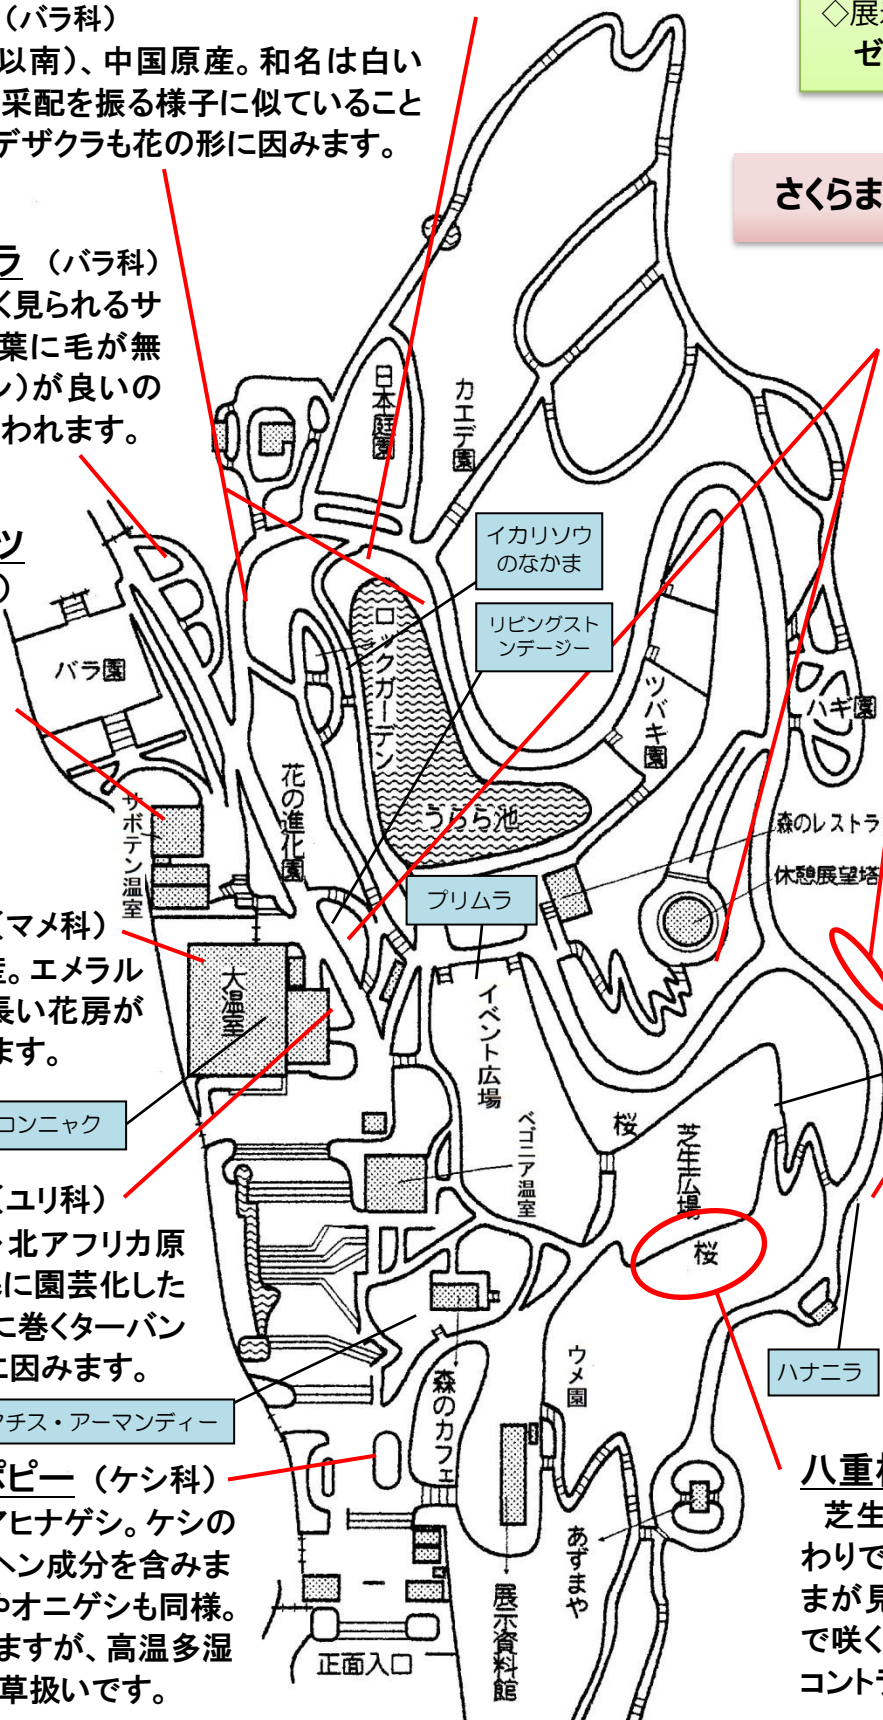 （バラ科）
以南）、中国原産。和名は白い
采配を振る様子に似ていること
デザクラも花の形に因みます。
◇展
ゼ
さくらま
ラ （バラ科）
く見られるサ
葉に毛が無
ン）が良いの
われます。
ツ
）
日本庭園
カエデ園
イカリソウ
のなかま
リビングスト
ンデージー
バラ園
ロックガーデン
ツバキ園
ハギ園
花の進化園
サボテン温室
うらら池
森のレストラ
休憩展望塔
プリムラ
（マメ科）
産。エメラル
長い花房が
ます。
大温室
イベント広場
コンニャク
ベゴニア温室
桜
芝生広場
桜
（ユリ科）
・北アフリカ原
に園芸化した
に巻くターバン
に因みます。
ハナニラ
マチス・アーマンディー
森のカフェ
ウメ園
ポピー （ケシ科）
アヒナゲシ。ケシの
ヘン成分を含みま
やオニゲシも同様。
ますが、高温多湿
草扱いです。
あずまや
展示資料館
正面入口
八重
芝生
わりで
まが見
で咲く
コントラ